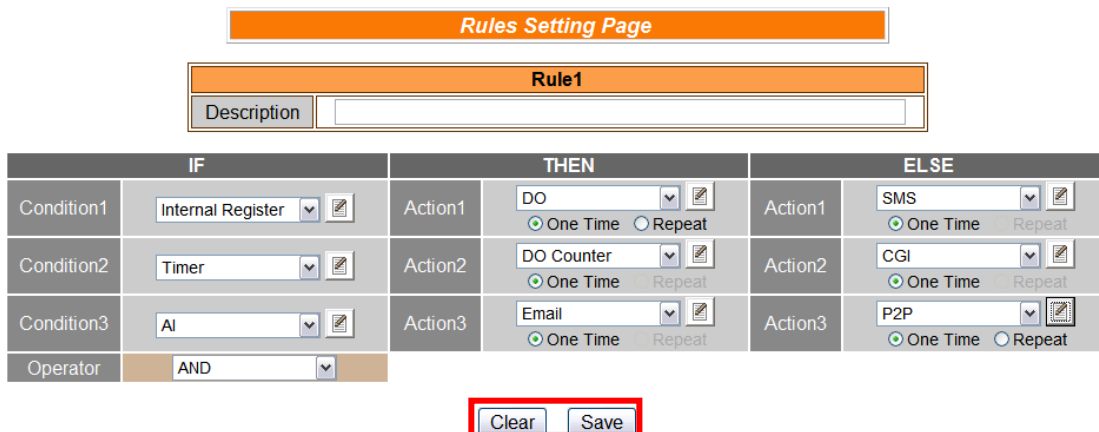 Rules Setting Page
Rule1
Description
IF THEN ELSE
Condition1 Internal Register Action1 DO Action1 SMS
One Time Repeat One Time Repeat
Condition2 Timer Action2 DO Counter Action2 CGI
One Time Repeat One Time Repeat
Condition3 AI Action3 Email Action3 P2P
One Time Repeat One Time Repeat
Operator AND
Clear Save